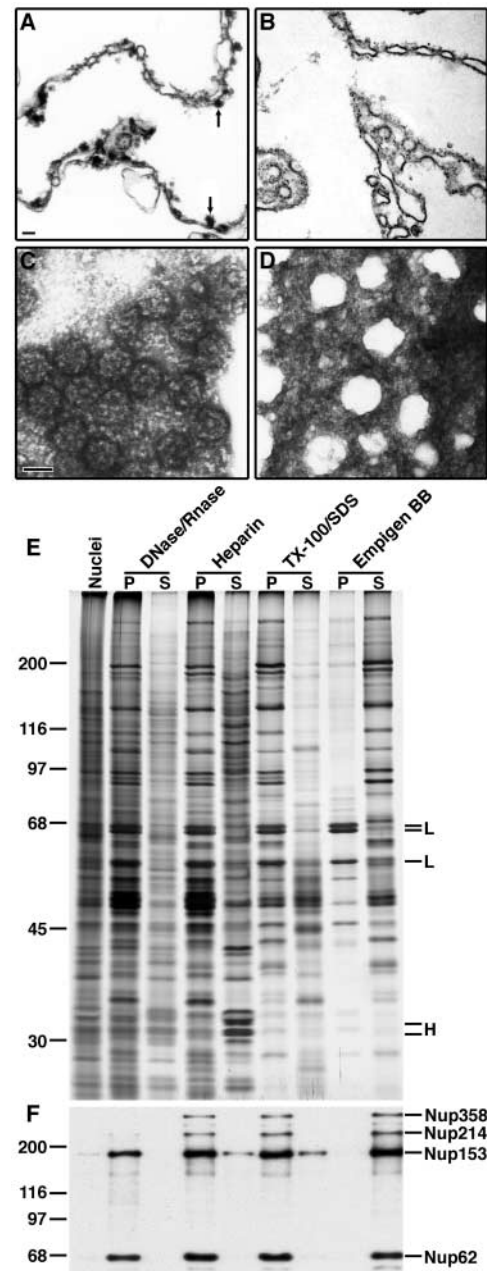 A
B
C
D
E
Nuclei
DNase/Rnase
Heparin
TX-100/SDS
Empigen BB
P S P S P S P S
200
116
97
68
45
30
L
L
H
F
200
116
97
68
Nup358
Nup214
Nup153
Nup62